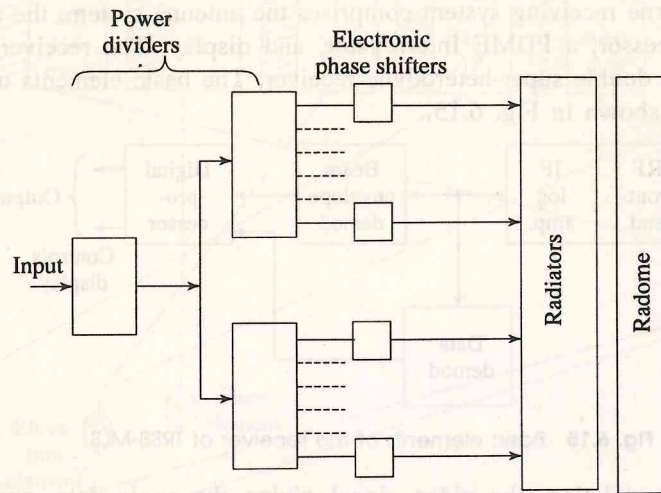 Power
dividers
Electronic
phase shifters
Input
Radiators
Radome